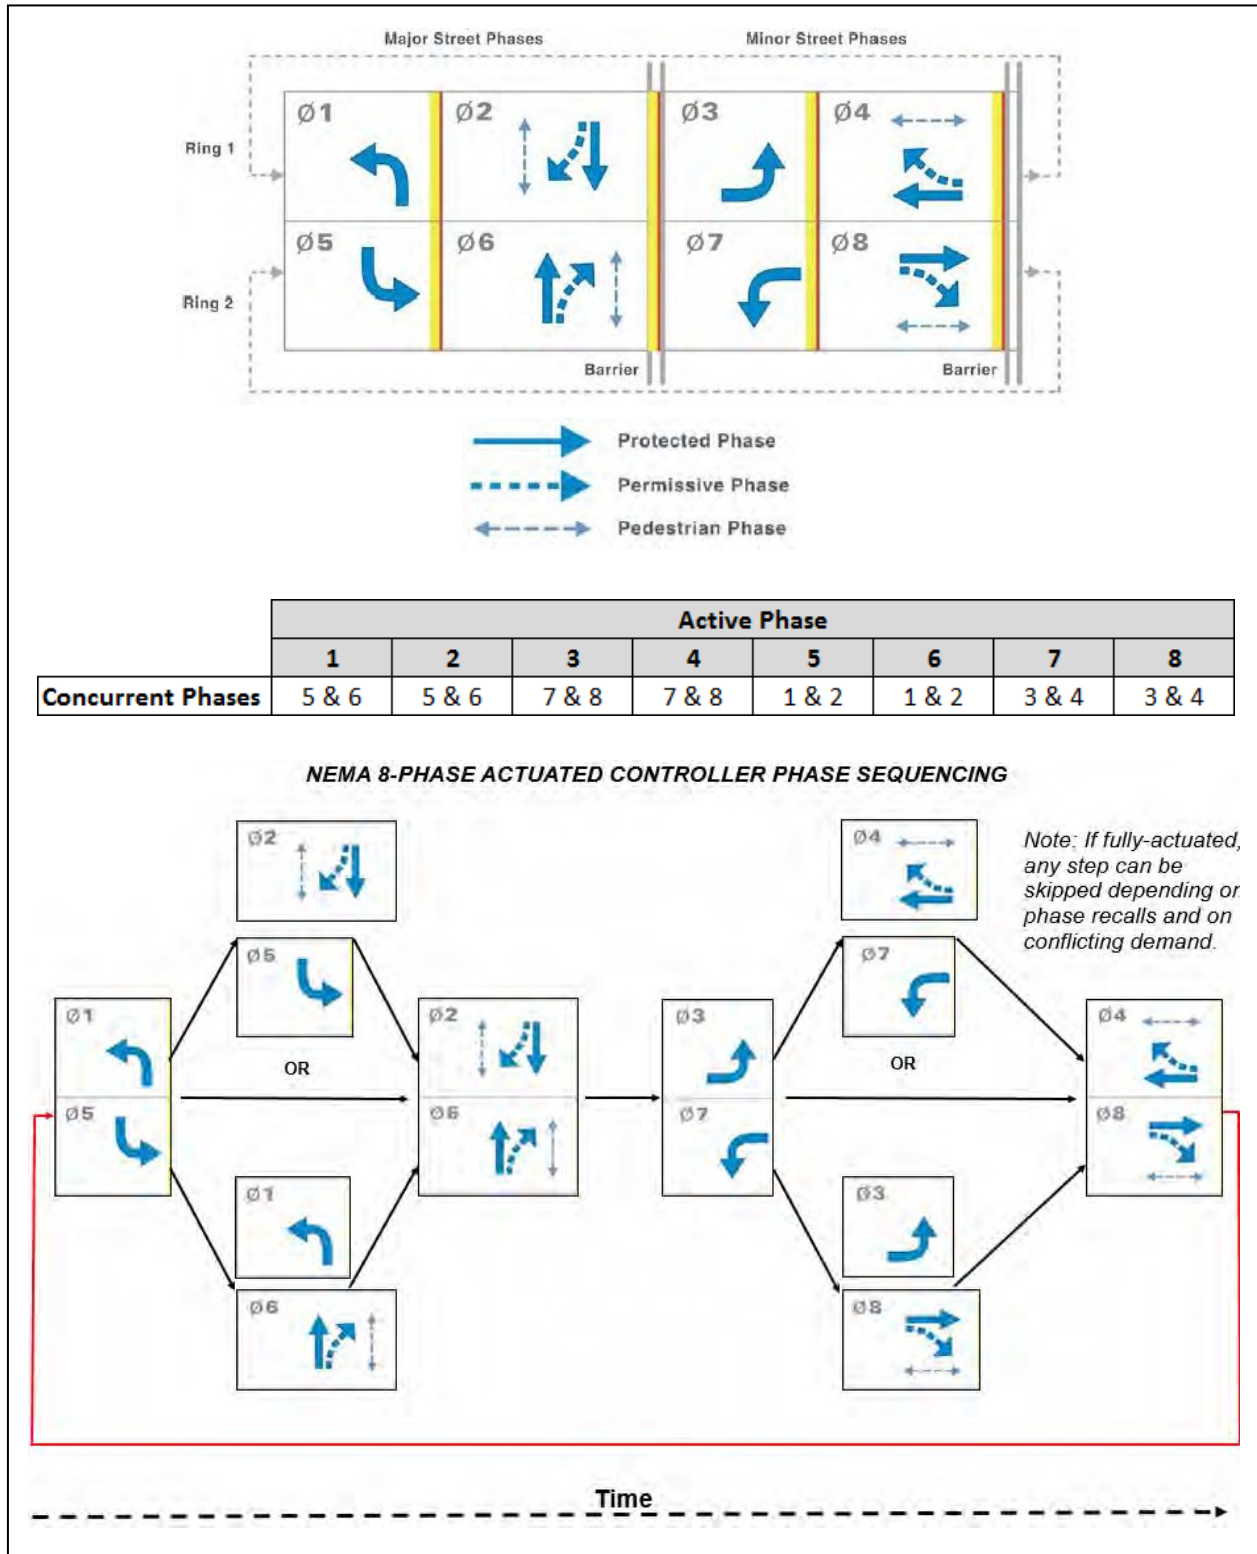 Major Street Phases Minor Street Phases
Ø1 Ø2 Ø3 Ø4
Ring 1
Ø5 Ø6 Ø7 Ø8
Ring 2
Barrier Barrier
Protected Phase
Permissive Phase
Pedestrian Phase
Active Phase
1 2 3 4 5 6 7 8
Concurrent Phases 5 & 6 5 & 6 7 & 8 7 & 8 1 & 2 1 & 2 3 & 4 3 & 4
NEMA 8-PHASE ACTUATED CONTROLLER PHASE SEQUENCING
Ø2 Ø4
Note: If fully-actuated,
any step can be
skipped depending on
phase recalls and on
conflicting demand.
Ø5 Ø7
Ø1 Ø2 Ø3 Ø4
OR OR
Ø5 Ø6 Ø7 Ø8
Ø1 Ø3
Ø6 Ø8
Time